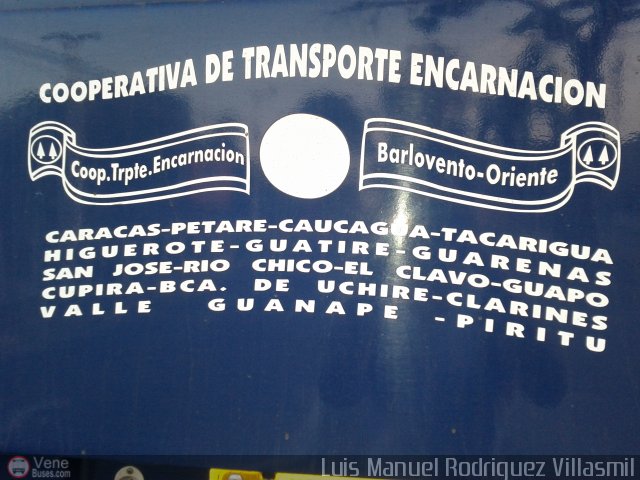 COOPERATIVA DE TRANSPORTE ENCARNACION
Coop.Trpte.Encarnacion
Barlovento-Oriente
CARACAS-PETARE-CAUCAGUA-TACARIGUA
HIGUEROTE-GUATIRE-GUARENAS
SAN JOSE-RIO CHICO-EL CLAVO-GUAPO
CUPIRA-BCA. DE UCHIRE-CLARINES
VALLE GUANAPE -PIRITU
Vene
Buses.com
Luis Manuel Rodriguez Villasmil